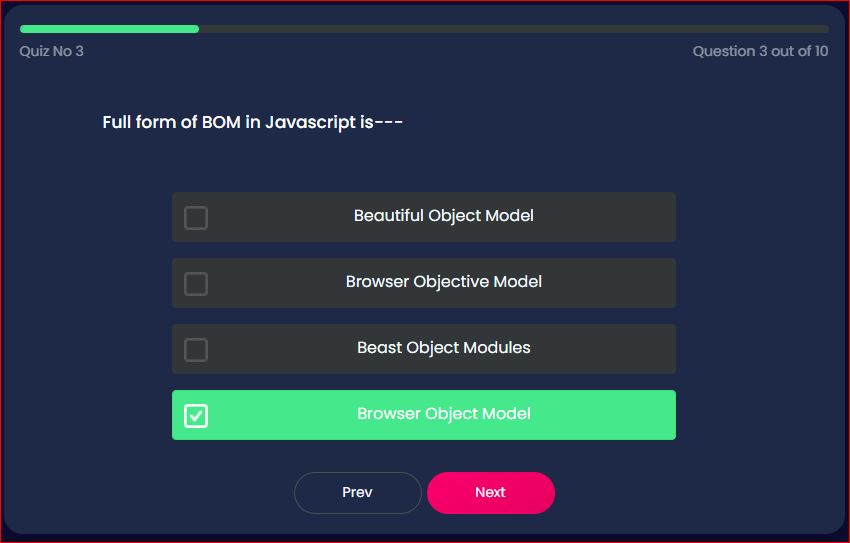 Quiz No 3
Question 3 out of 10
Full form of BOM in Javascript is---
Beautiful Object Model
Browser Objective Model
Beast Object Modules
Browser Object Model
Prev
Next